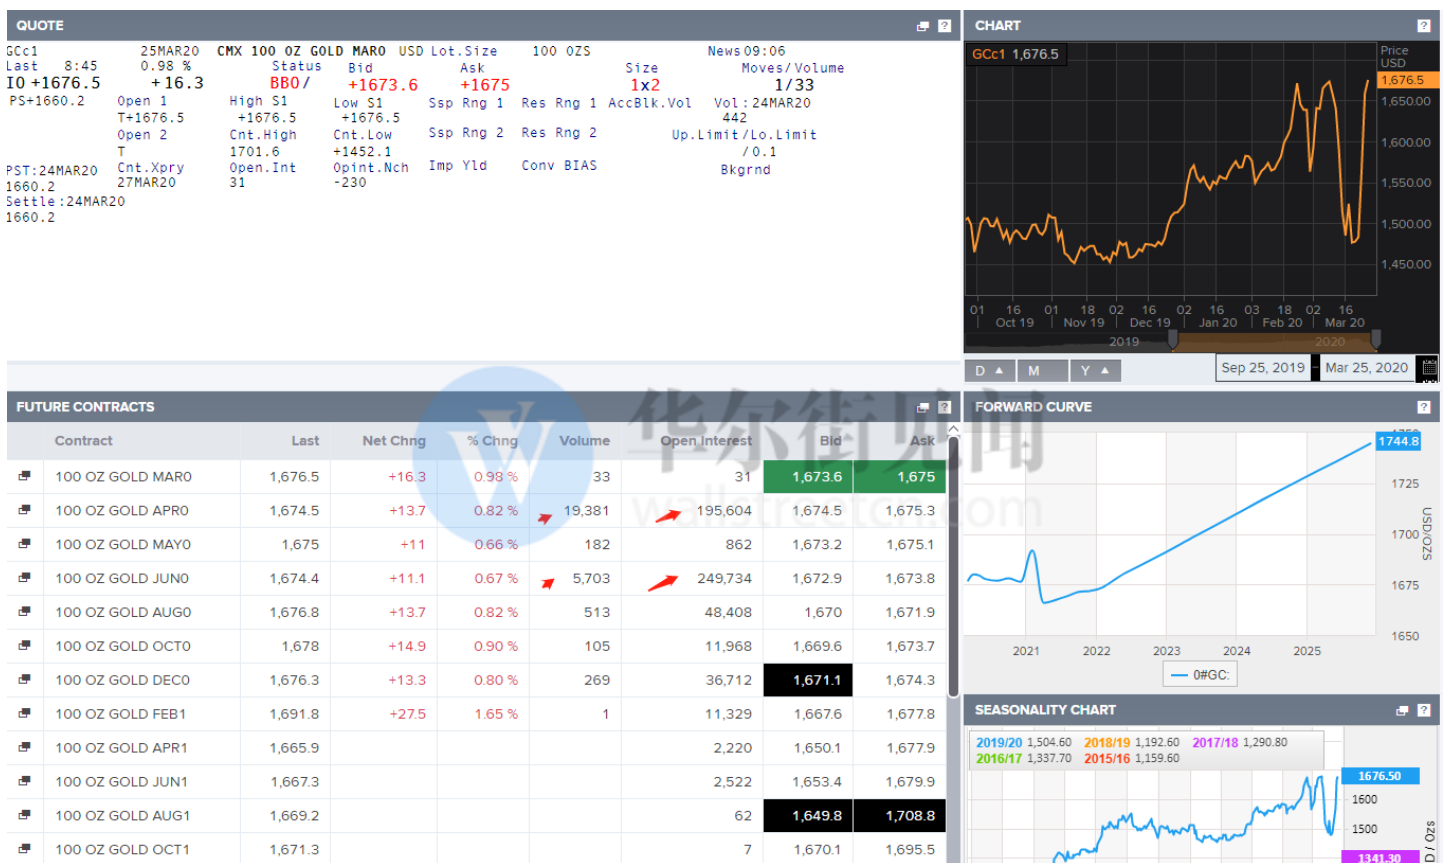 QUOTE
GCc1 25MAR20 CMX 100 OZ GOLD MAR0 USD Lot.Size 100 OZS News 09:06
Last 8:45 0.98 % Status Bid Ask Size Moves/Volume
IO +1676.5 +16.3 BBO/ +1673.6 +1675 1x2 1/33
PS+1660.2 Open 1 High S1 Low S1 Ssp Rng 1 Res Rng 1 AccBlk.Vol Vol:24MAR20
T+1676.5 +1676.5 +1676.5 442
Open 2 Cnt.High Cnt.Low Ssp Rng 2 Res Rng 2 Up.Limit/Lo.Limit
T 1701.6 +1452.1 /0.1
PST:24MAR20 Cnt.Xpry Open.Int Opint.Nch Imp Yld Conv BIAS Bkgrnd
1660.2 27MAR20 31 -230
Settle:24MAR20
1660.2
CHART
GCc1 1,676.5
Price
USD
1,676.5
1,650.00
1,600.00
1,550.00
1,500.00
1,450.00
01 16 01 18 02 16 02 16 03 18 02 16
Oct 19 Nov 19 Dec 19 Jan 20 Feb 20 Mar 20
2019 2020
D M Y Sep 25, 2019 - Mar 25, 2020
FUTURE CONTRACTS
Contract Last Net Chng % Chng Volume Open Interest Bid Ask
100 OZ GOLD MAR0 1,676.5 +16.3 0.98 % 33 31 1,673.6 1,675
100 OZ GOLD APR0 1,674.5 +13.7 0.82 % 19,381 195,604 1,674.5 1,675.3
100 OZ GOLD MAY0 1,675 +11 0.66 % 182 862 1,673.2 1,675.1
100 OZ GOLD JUN0 1,674.4 +11.1 0.67 % 5,703 249,734 1,672.9 1,673.8
100 OZ GOLD AUG0 1,676.8 +13.7 0.82 % 513 48,408 1,670 1,671.9
100 OZ GOLD OCT0 1,678 +14.9 0.90 % 105 11,968 1,669.6 1,673.7
100 OZ GOLD DEC0 1,676.3 +13.3 0.80 % 269 36,712 1,671.1 1,674.3
100 OZ GOLD FEB1 1,691.8 +27.5 1.65 % 1 11,329 1,667.6 1,677.8
100 OZ GOLD APR1 1,665.9 2,220 1,650.1 1,677.9
100 OZ GOLD JUN1 1,667.3 2,522 1,653.4 1,679.9
100 OZ GOLD AUG1 1,669.2 62 1,649.8 1,708.8
100 OZ GOLD OCT1 1,671.3 7 1,670.1 1,695.5
华尔街见闻
wallstreetcn.com
FORWARD CURVE
1744.8
1725
1700
1675
1650
USD/OZS
2021 2022 2023 2024 2025
0#GC:
SEASONALITY CHART
2019/20 1,504.60 2018/19 1,192.60 2017/18 1,290.80
2016/17 1,337.70 2015/16 1,159.60
1676.50
1600
1500
1341.30